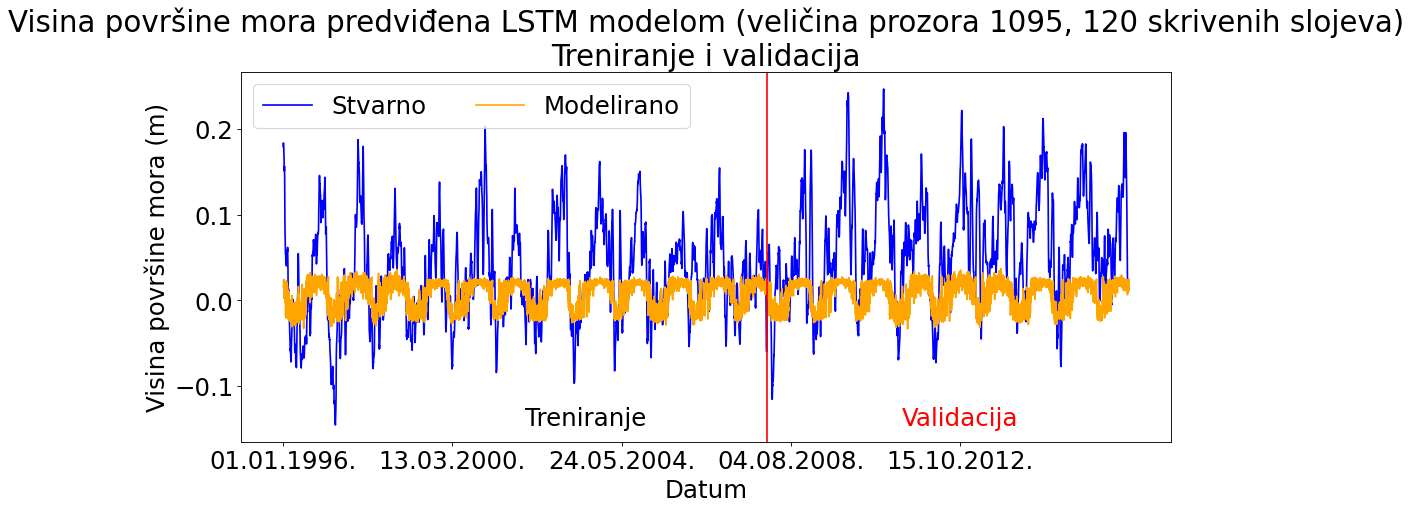 Visina površine mora predviđena LSTM modelom (veličina prozora 1095, 120 skrivenih slojeva)
Treniranje i validacija
Stvarno
Modelirano
Visina površine mora (m)
0.2
0.1
0.0
−0.1
Treniranje
Validacija
01.01.1996.
13.03.2000.
24.05.2004.
04.08.2008.
15.10.2012.
Datum